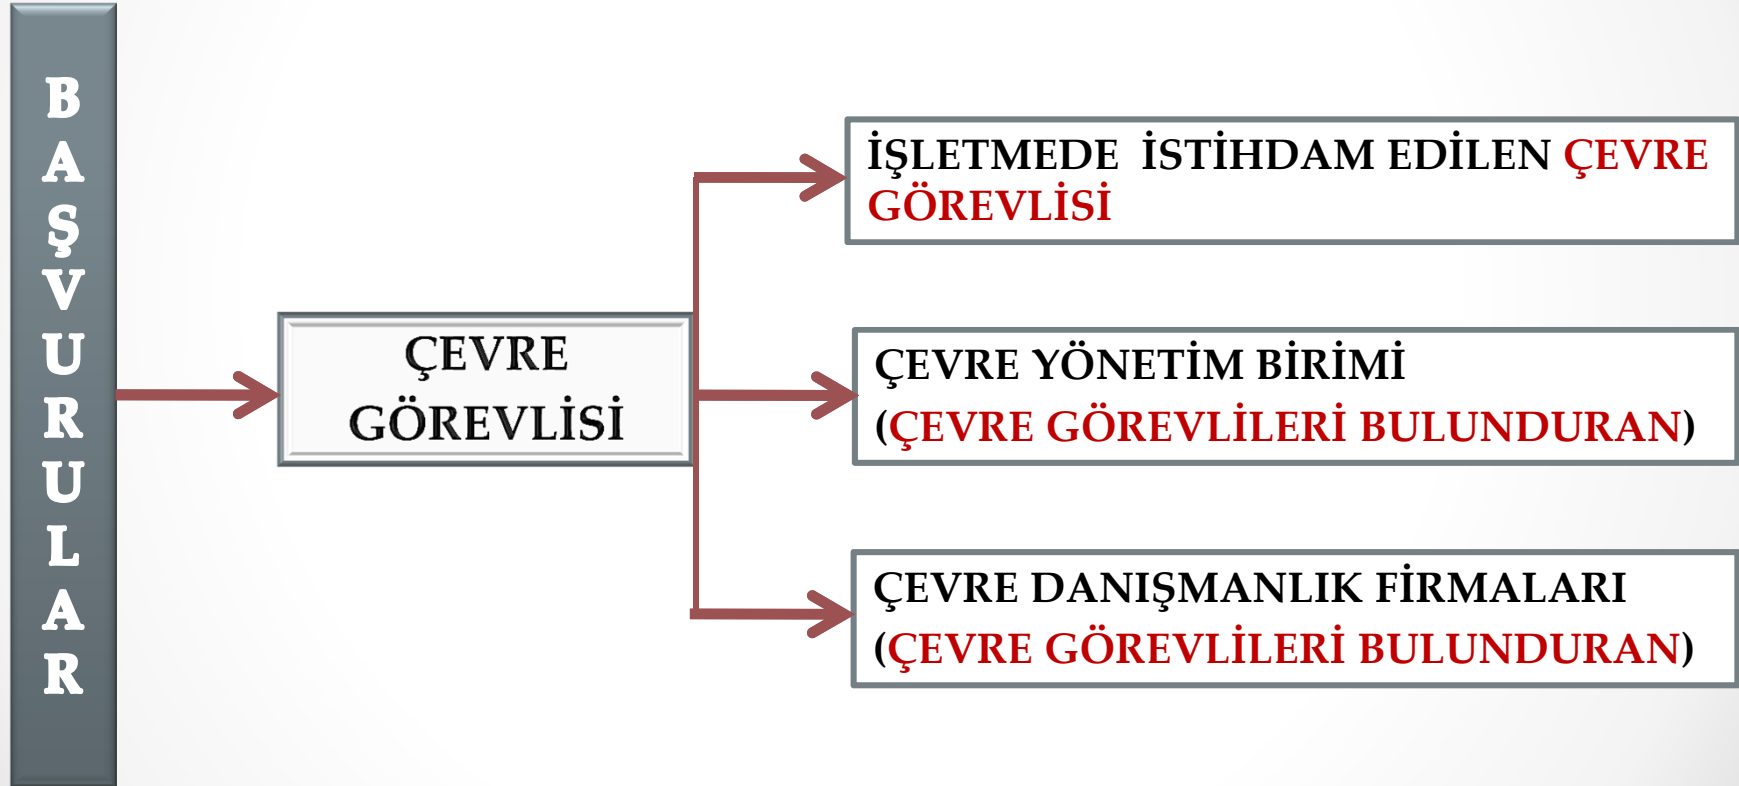 BAŞVURULAR
ÇEVRE
GÖREVLİSİ
İŞLETMEDE İSTİHDAM EDİLEN ÇEVRE
GÖREVLİSİ
ÇEVRE YÖNETİM BİRİMİ
(ÇEVRE GÖREVLİLERİ BULUNDURAN)
ÇEVRE DANIŞMANLIK FİRMALARI
(ÇEVRE GÖREVLİLERİ BULUNDURAN)